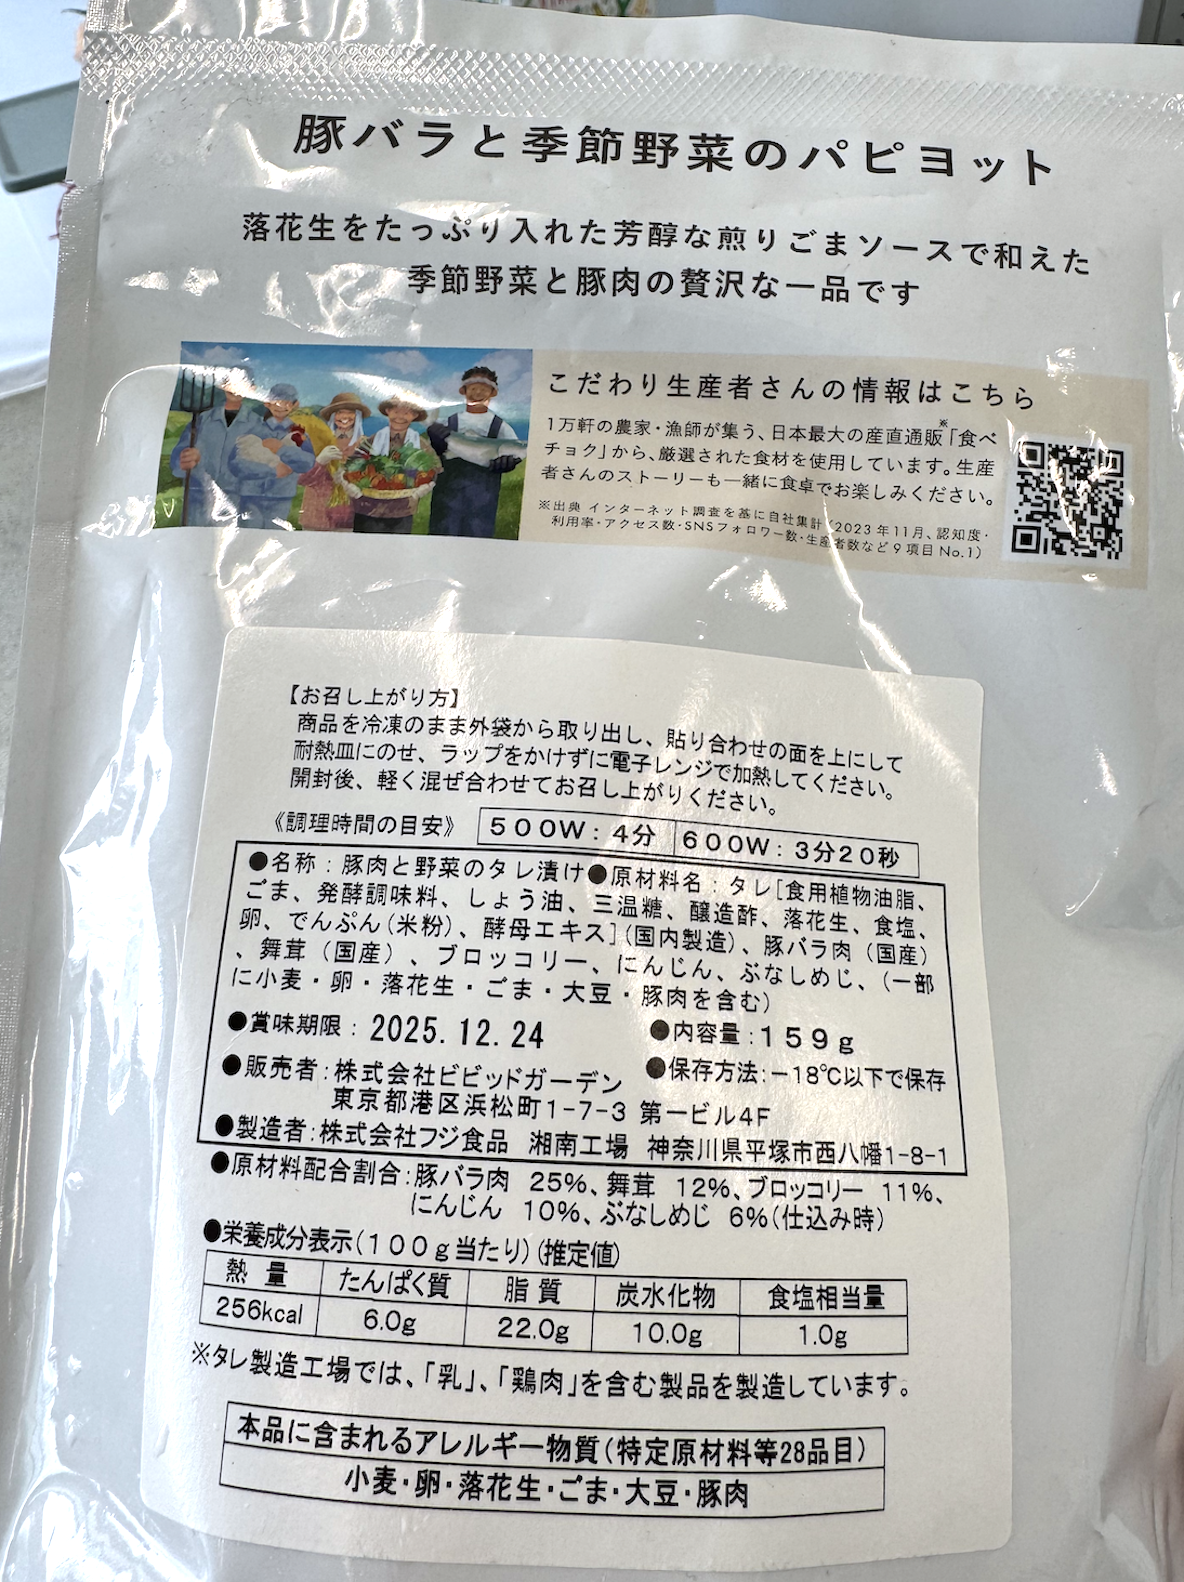 豚バラと季節野菜のパピヨット
落花生をたっぷり入れた芳醇な煎りごまソースで和えた
季節野菜と豚肉の贅沢な一品です
こだわり生産者さんの情報はこちら
1万軒の農家・漁師が集う、日本最大の産直通販※「食べ
チョク」から、厳選された食材を使用しています。生産
者さんのストーリーも一緒に食卓でお楽しみください。
※出典 インターネット調査を基に自社集計(2023年11月、認知度・
利用率・アクセス数・SNSフォロワー数・生産者数など9項目No.1)
【お召し上がり方】
商品を冷凍のまま外袋から取り出し、貼り合わせの面を上にして
耐熱皿にのせ、ラップをかけずに電子レンジで加熱してください。
開封後、軽く混ぜ合わせてお召し上がりください。
《調理時間の目安》 500W:4分 600W:3分20秒
●名称:豚肉と野菜のタレ漬け●原材料名:タレ[食用植物油脂、
ごま、発酵調味料、しょう油、三温糖、醸造酢、落花生、食塩、
卵、でんぷん(米粉)、酵母エキス](国内製造)、豚バラ肉(国産)
、舞茸(国産)、ブロッコリー、にんじん、ぶなしめじ、(一部
に小麦・卵・落花生・ごま・大豆・豚肉を含む)
●賞味期限:2025.12.24 ●内容量:159g
●販売者:株式会社ビビッドガーデン ●保存方法:−18℃以下で保存
東京都港区浜松町1-7-3 第一ビル4F
●製造者:株式会社フジ食品 湘南工場 神奈川県平塚市西八幡1-8-1
●原材料配合割合:豚バラ肉 25%、舞茸 12%、ブロッコリー 11%、
にんじん 10%、ぶなしめじ 6%(仕込み時)
●栄養成分表示(100g当たり)(推定値)
熱量 たんぱく質 脂質 炭水化物 食塩相当量
256kcal 6.0g 22.0g 10.0g 1.0g
※タレ製造工場では、「乳」、「鶏肉」を含む製品を製造しています。
本品に含まれるアレルギー物質(特定原材料等28品目)
小麦・卵・落花生・ごま・大豆・豚肉